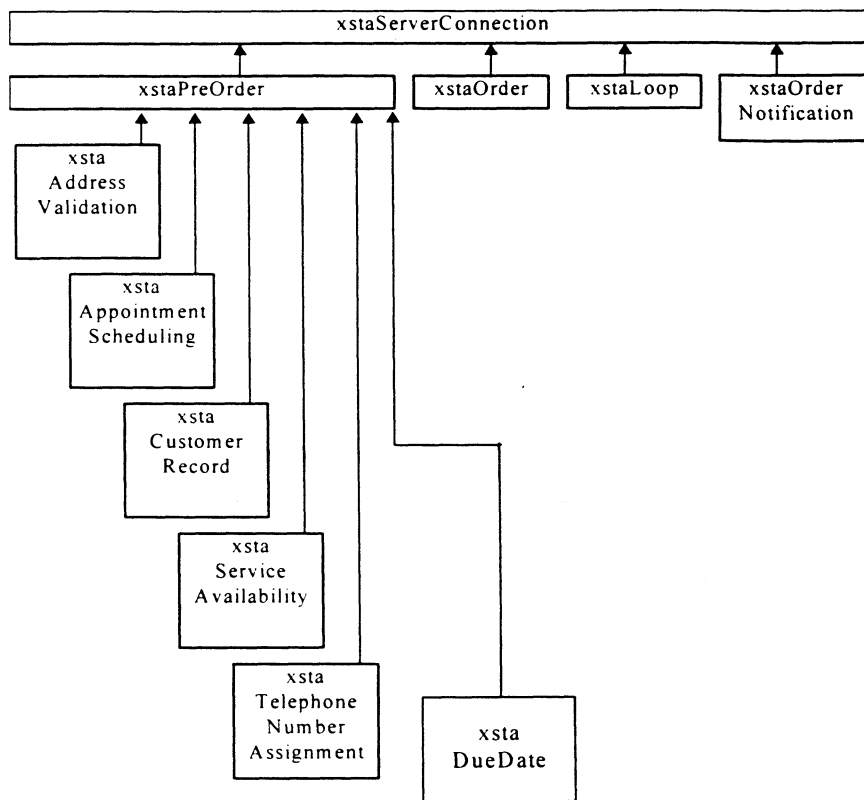 xstaServerConnection
xstaPreOrder
xstaOrder
xstaLoop
xstaOrder
Notification
xsta
Address
Validation
xsta
Appointment
Scheduling
xsta
Customer
Record
xsta
Service
Availability
xsta
Telephone
Number
Assignment
xsta
DueDate